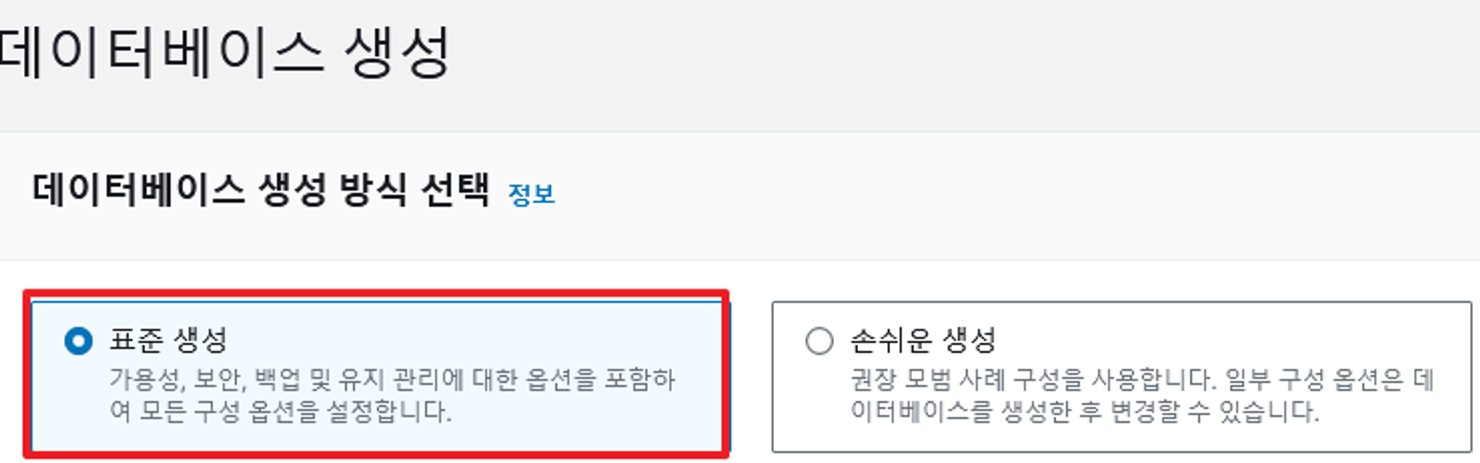 데이터베이스 생성
데이터베이스 생성 방식 선택 정보
표준 생성
가용성, 보안, 백업 및 유지 관리에 대한 옵션을 포함하
여 모든 구성 옵션을 설정합니다.
손쉬운 생성
권장 모범 사례 구성을 사용합니다. 일부 구성 옵션은 데
이터베이스를 생성한 후 변경할 수 있습니다.